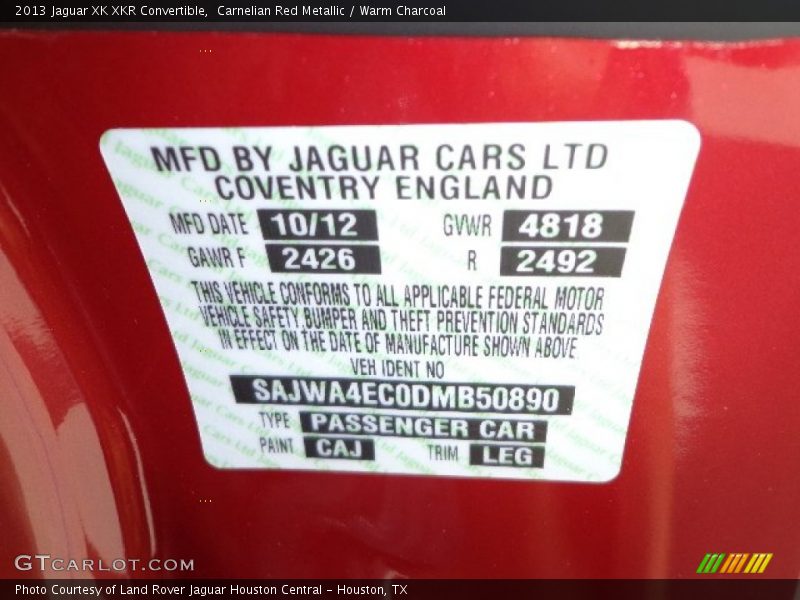 2013 Jaguar XK XKR Convertible,  Carnelian Red Metallic / Warm Charcoal
MFD BY JAGUAR CARS LTD
COVENTRY ENGLAND
MFD DATE 10/12 GVWR 4818
GAWR F 2426 R 2492
THIS VEHICLE CONFORMS TO ALL APPLICABLE FEDERAL MOTOR
VEHICLE SAFETY, BUMPER AND THEFT PREVENTION STANDARDS
IN EFFECT ON THE DATE OF MANUFACTURE SHOWN ABOVE
VEH IDENT NO
SAJWA4EC0DMB50890
TYPE PASSENGER CAR
PAINT CAJ TRIM LEG
GTCARLOT.COM
Photo Courtesy of Land Rover Jaguar Houston Central - Houston, TX